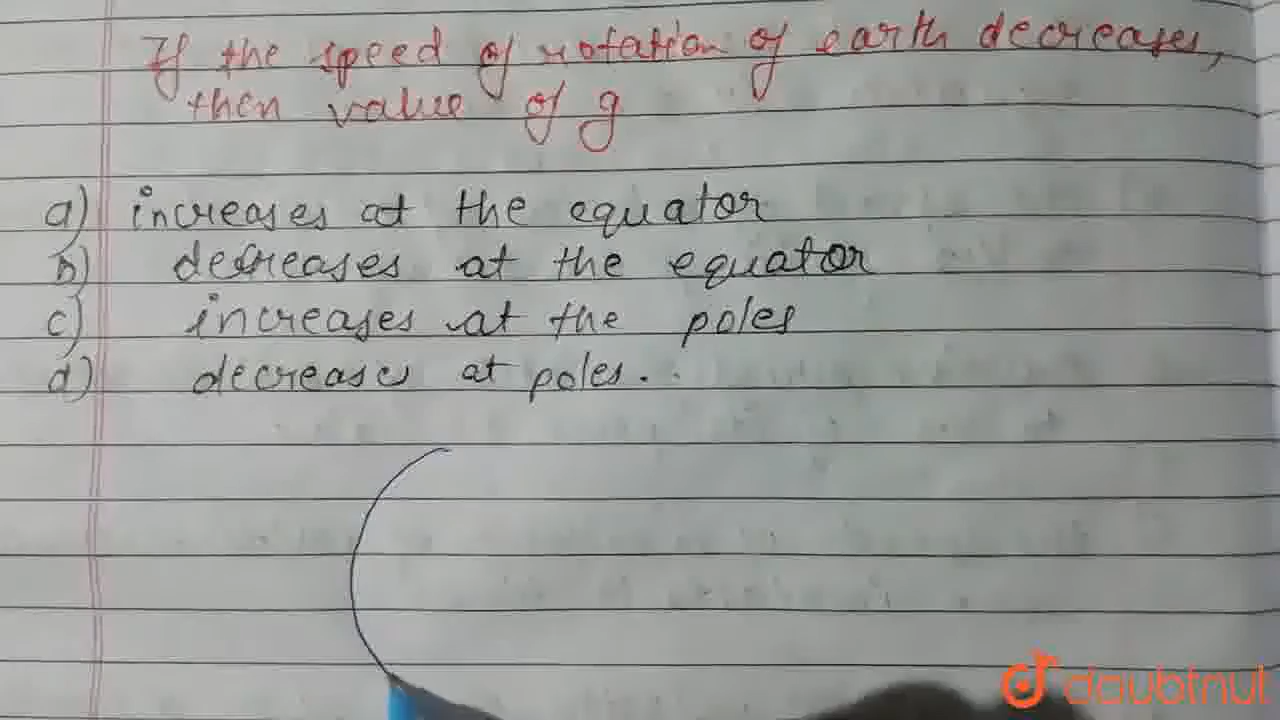 If the speed of rotation of earth decreases,
then value of g
a) increases at the equator
b) decreases at the equator
c) increases at the poles
d) decreases at poles.
doubtnut